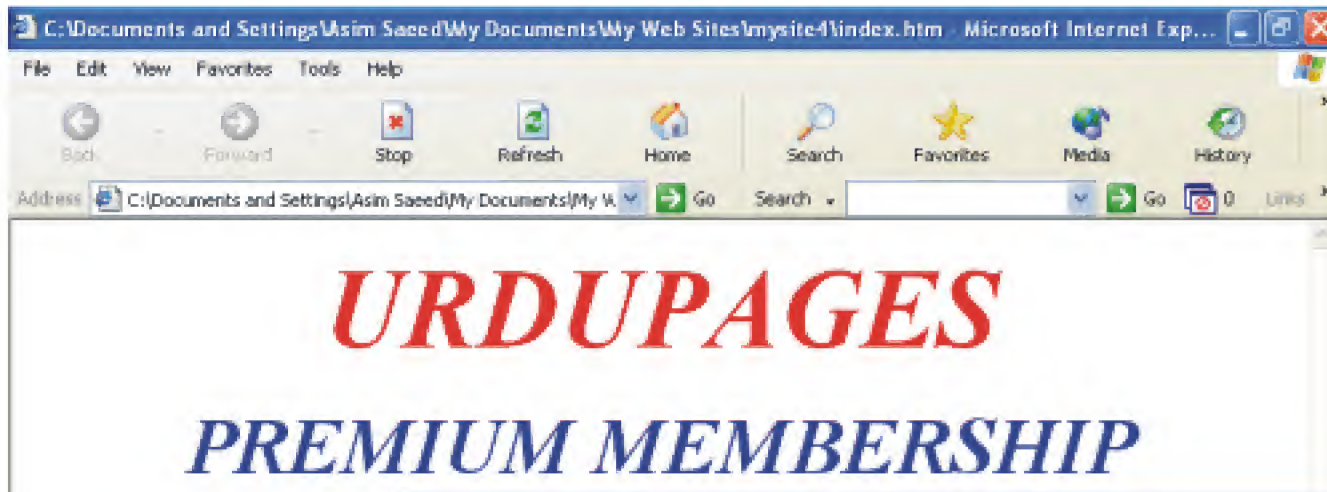 C:\Documents and Settings\Asim Saeed\My Documents\My Web Sites\mysite4\index.htm - Microsoft Internet Exp...
File Edit View Favorites Tools Help
Back Forward Stop Refresh Home Search Favorites Media History
Address C:\Documents and Settings\Asim Saeed\My Documents\My W Go Search Go 0 Links
URDUPAGES
PREMIUM MEMBERSHIP